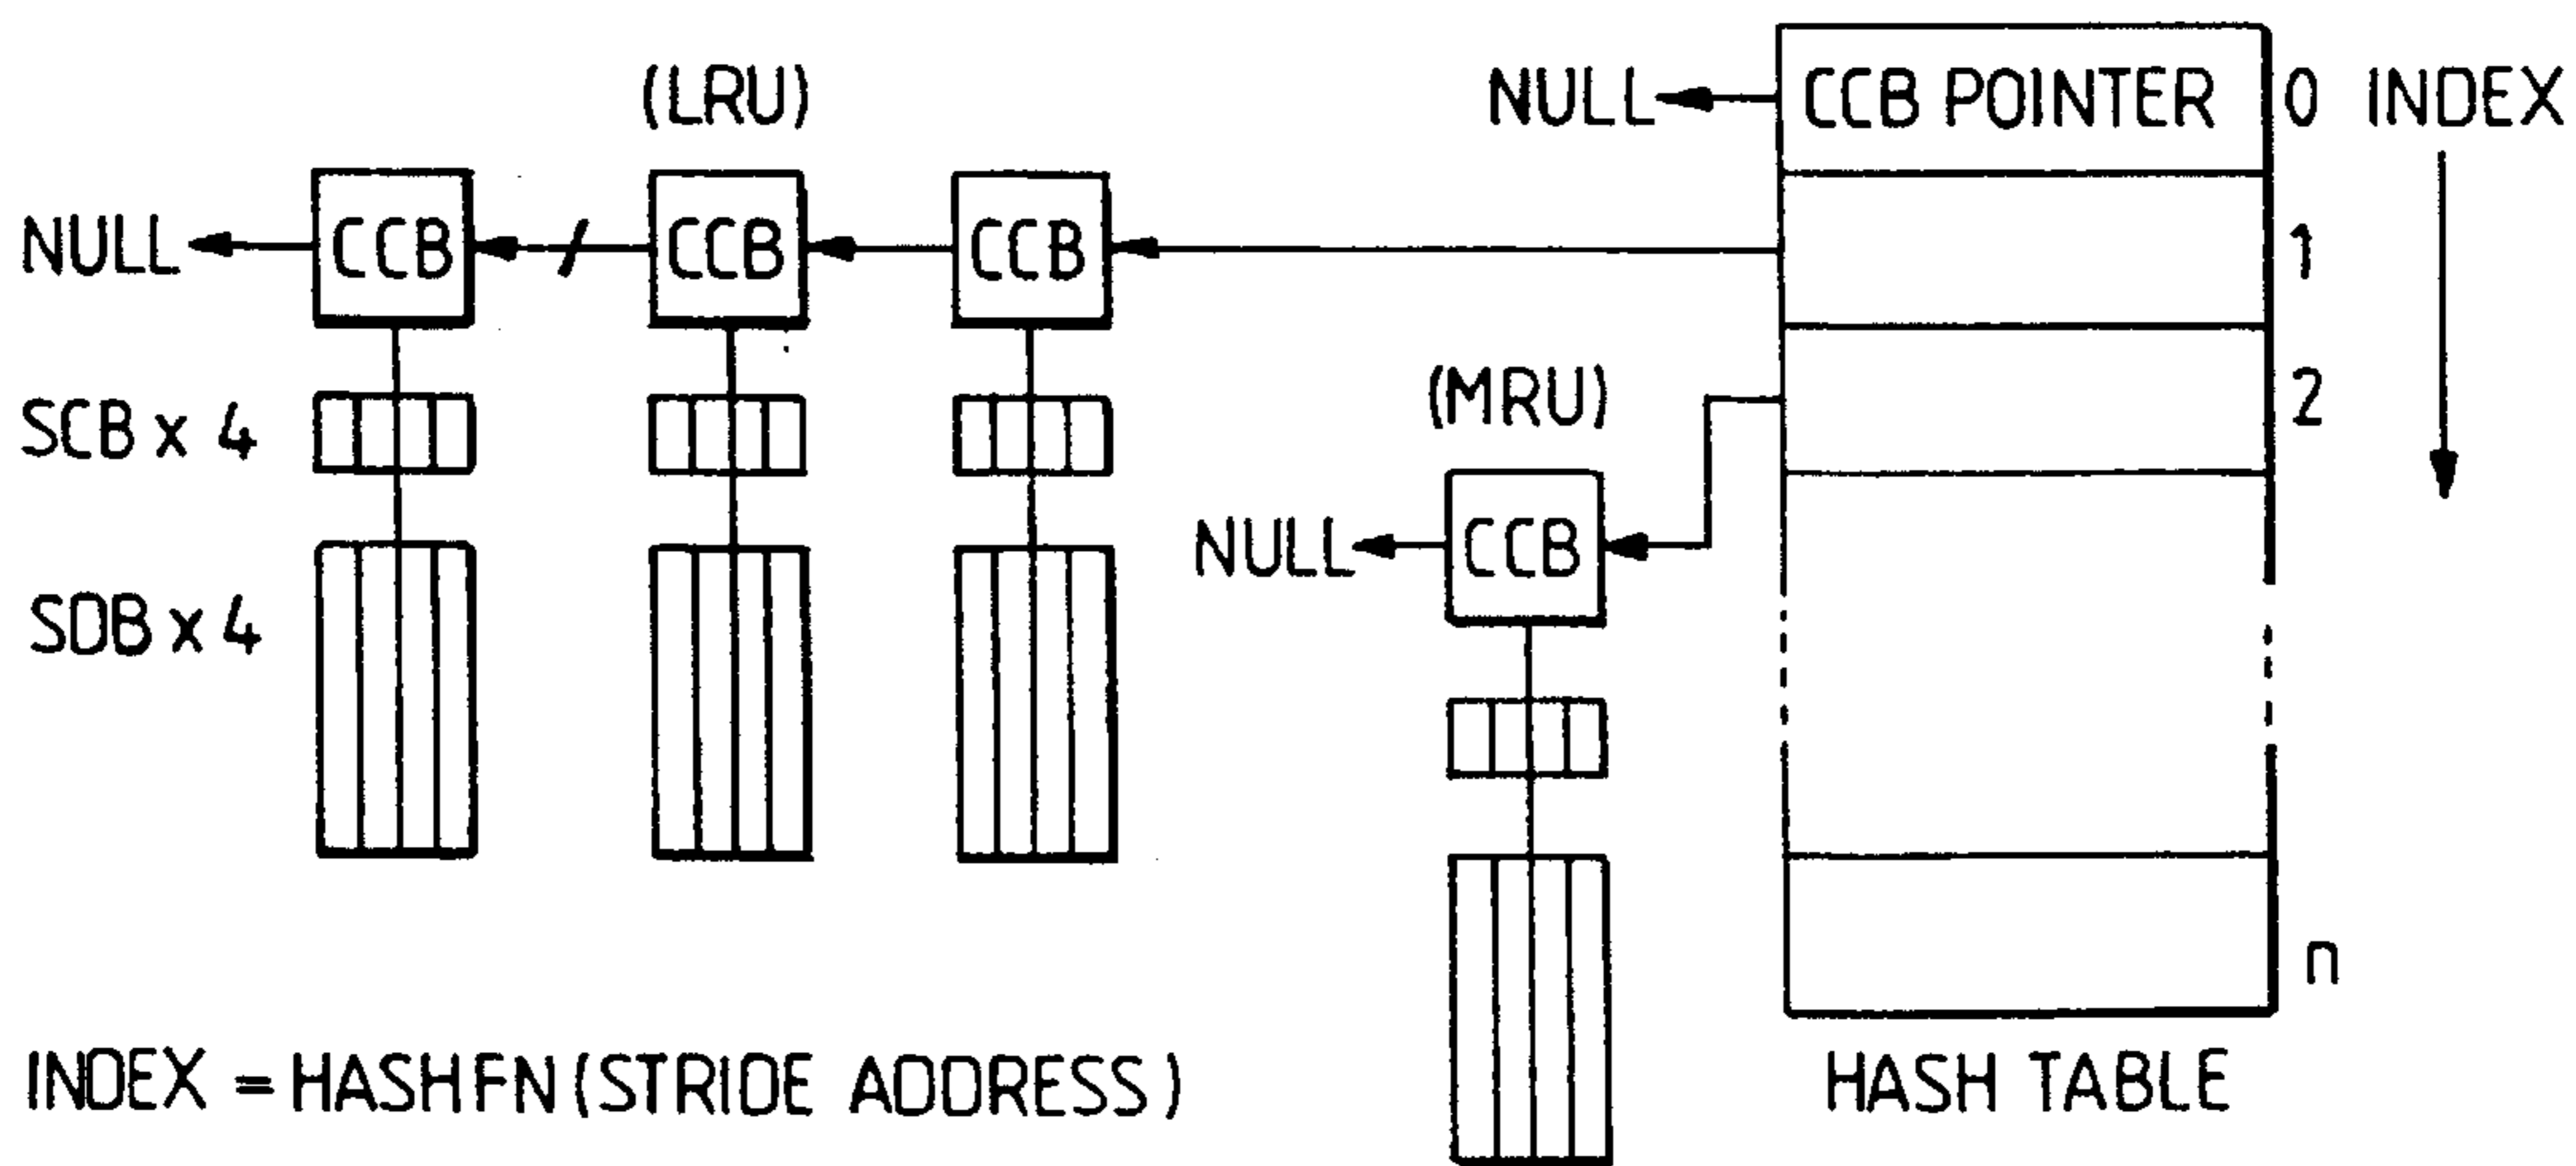 (LRU)
NULL
CCB POINTER
0
INDEX
NULL
CCB
CCB
CCB
1
(MRU)
2
SCB x 4
NULL
CCB
SDB x 4
n
INDEX = HASHFN (STRIDE ADDRESS)
HASH TABLE